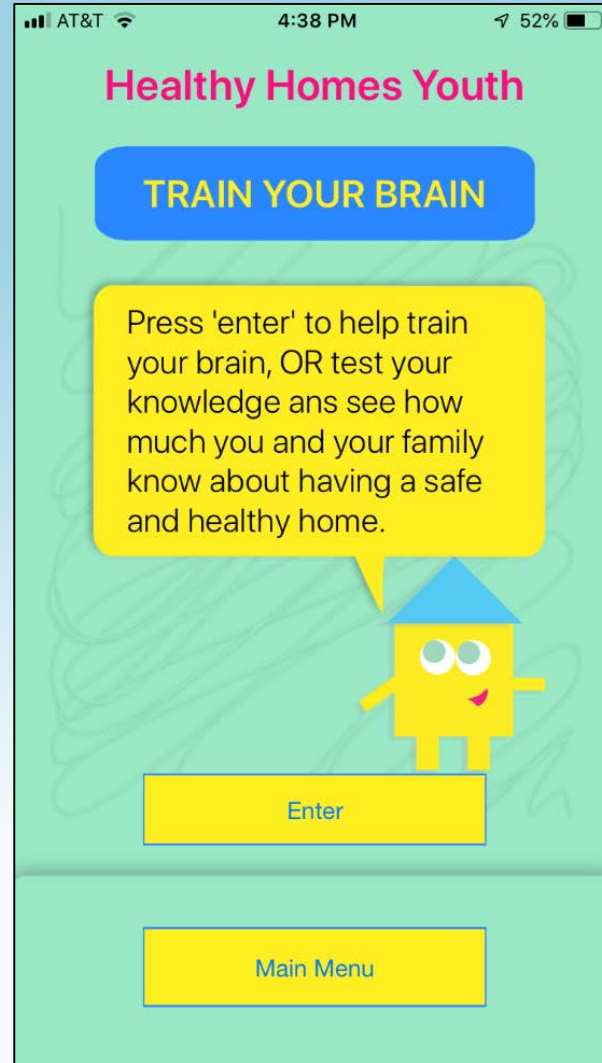 AT&T 4:38 PM 52%
Healthy Homes Youth
TRAIN YOUR BRAIN
Press 'enter' to help train
your brain, OR test your
knowledge ans see how
much you and your family
know about having a safe
and healthy home.
Enter
Main Menu